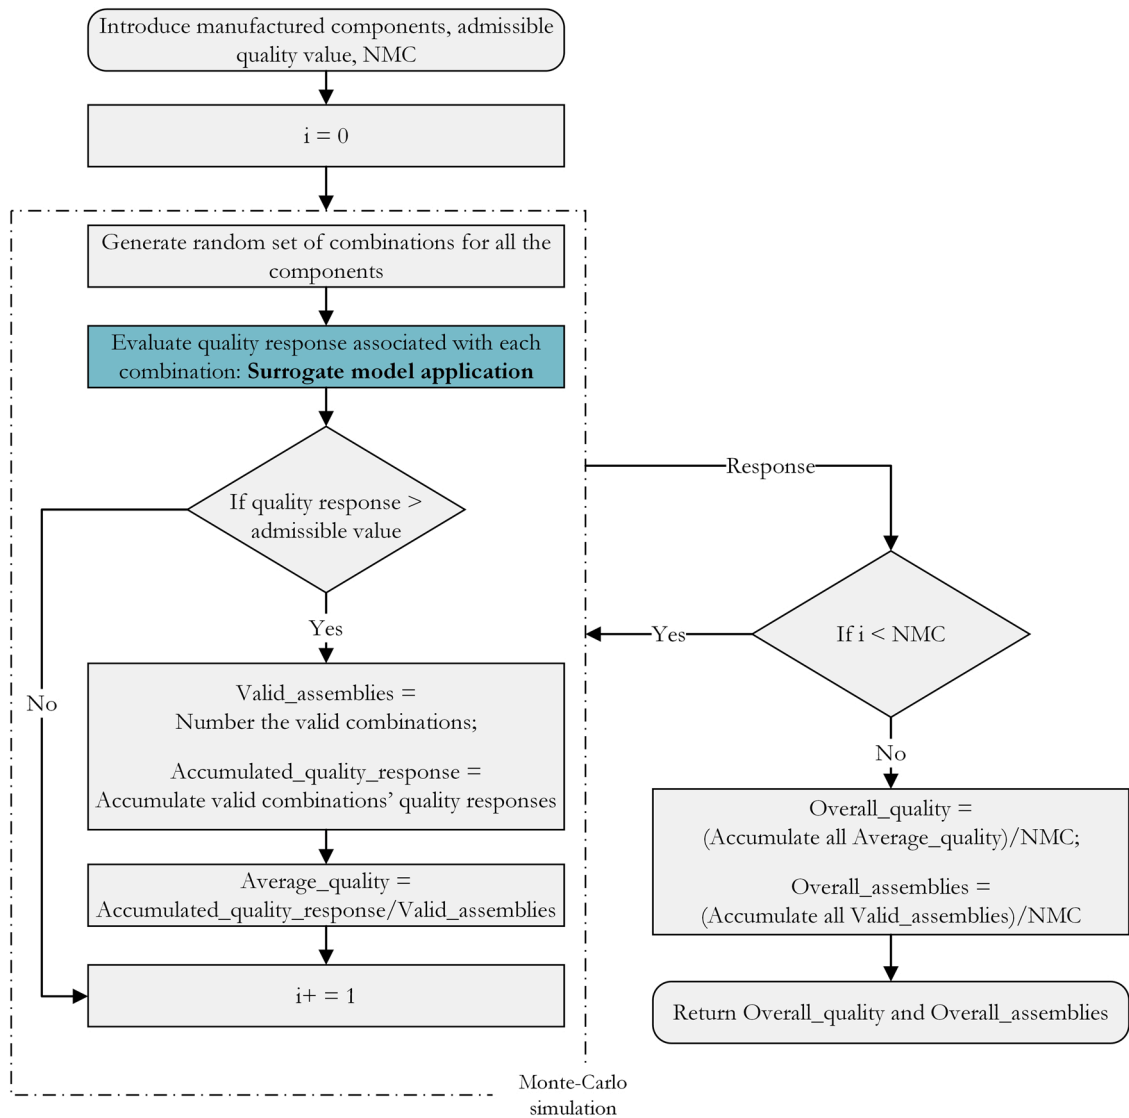 Introduce manufactured components, admissible
quality value, NMC
i = 0
Generate random set of combinations for all the
components
Evaluate quality response associated with each
combination: Surrogate model application
If quality response >
admissible value
Yes
No
Valid_assemblies =
Number the valid combinations;
Accumulated_quality_response =
Accumulate valid combinations’ quality responses
Average_quality =
Accumulated_quality_response/Valid_assemblies
i+ = 1
Monte-Carlo
simulation
Response
If i < NMC
Yes
No
Overall_quality =
(Accumulate all Average_quality)/NMC;
Overall_assemblies =
(Accumulate all Valid_assemblies)/NMC
Return Overall_quality and Overall_assemblies